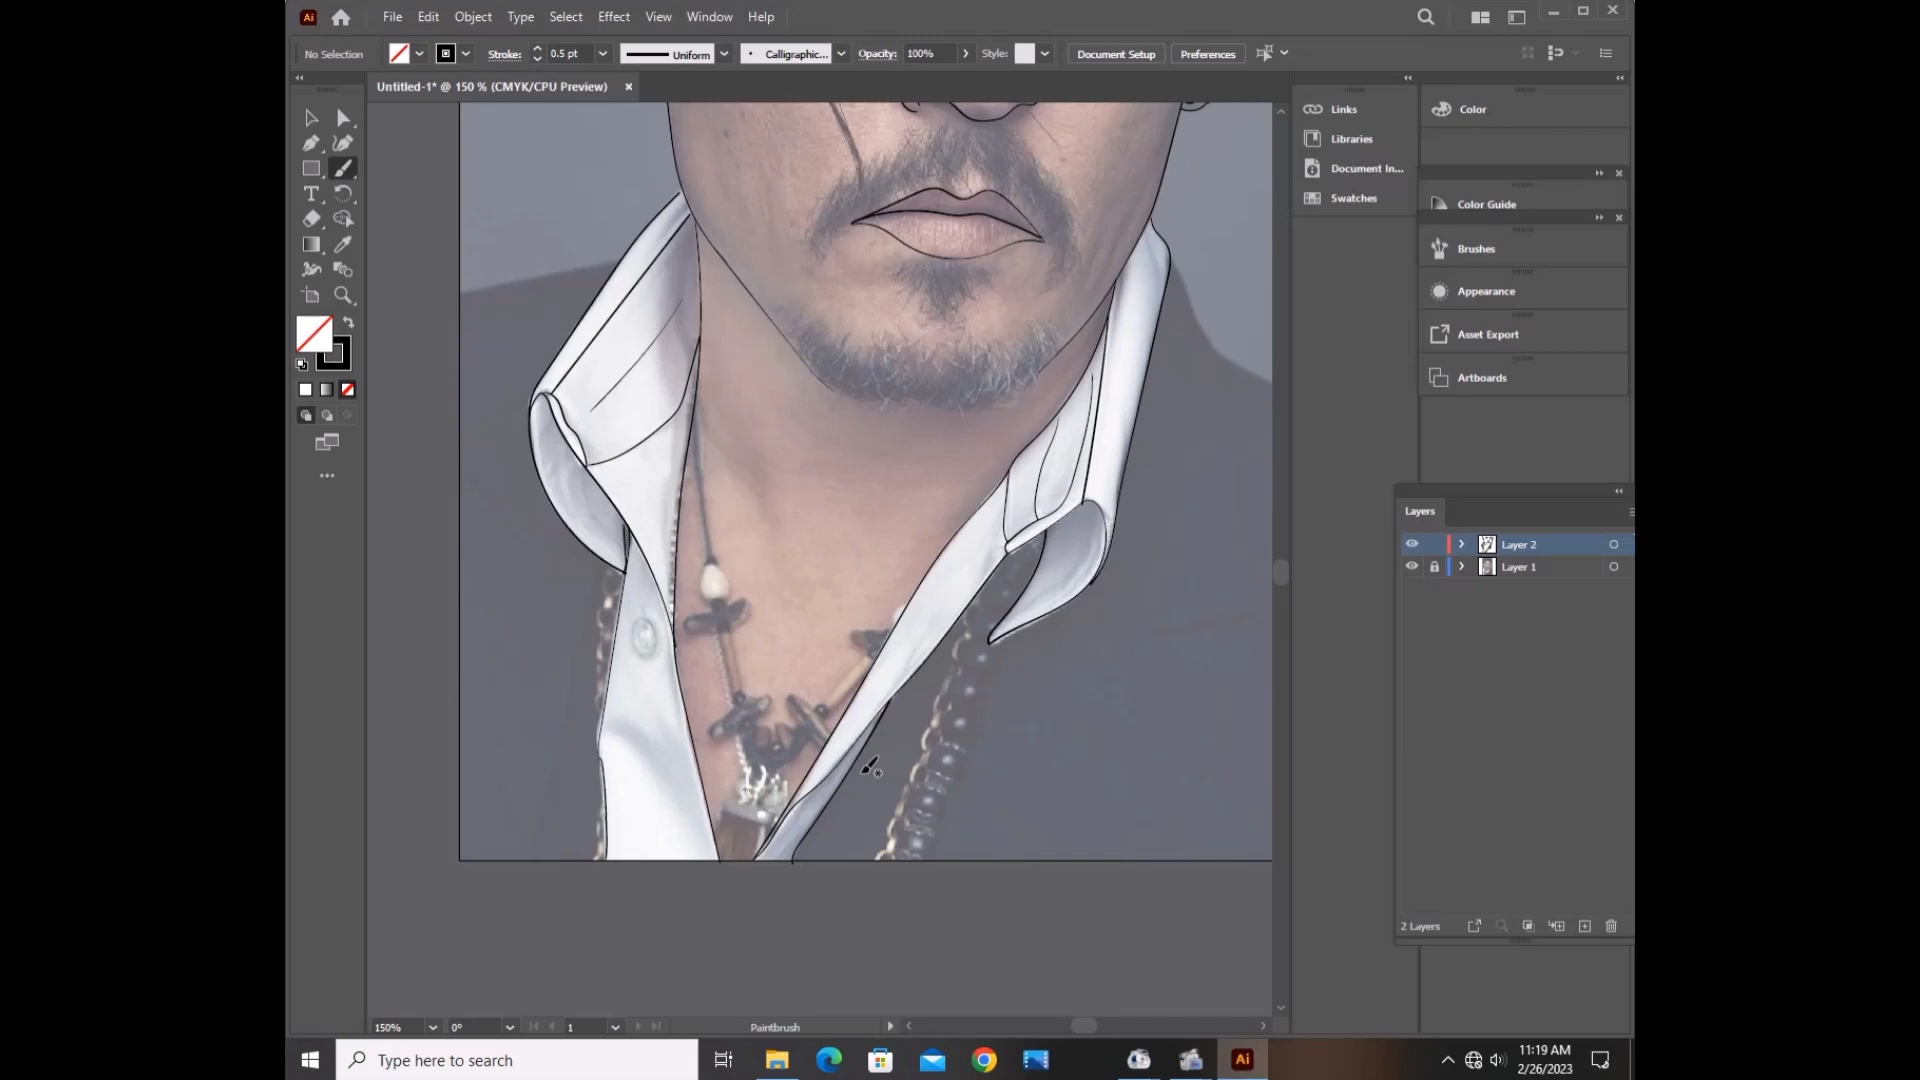 Ai File Edit Object Type Select Effect View Window Help
No Selection Stroke: 0.5 pt Uniform Calligraphic... Opacity: 100% Style: Document Setup Preferences
Untitled-1* @ 150 % (CMYK/CPU Preview) ×
Links
Libraries
Document In...
Swatches
Color
Color Guide
Brushes
Appearance
Asset Export
Artboards
Layers
Layer 2
Layer 1
2 Layers
150% 0° 1 Paintbrush
Type here to search
Ai
11:19 AM
2/26/2023